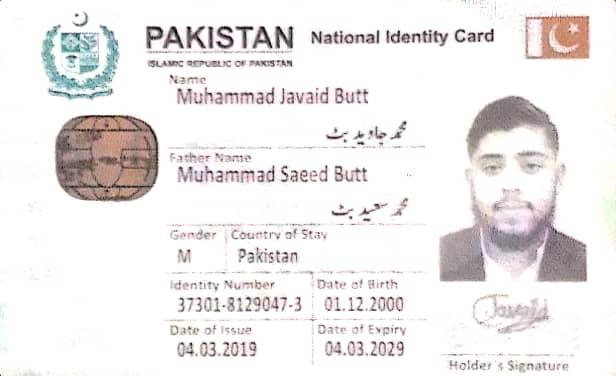 PAKISTAN National Identity Card
ISLAMIC REPUBLIC OF PAKISTAN
Name
Muhammad Javaid Butt
محمد جاوید بٹ
Father Name
Muhammad Saeed Butt
محمد سعید بٹ
Gender Country of Stay
M Pakistan
Identity Number Date of Birth
37301-8129047-3 01.12.2000
Date of Issue Date of Expiry
04.03.2019 04.03.2029
Javaid
Holder's Signature